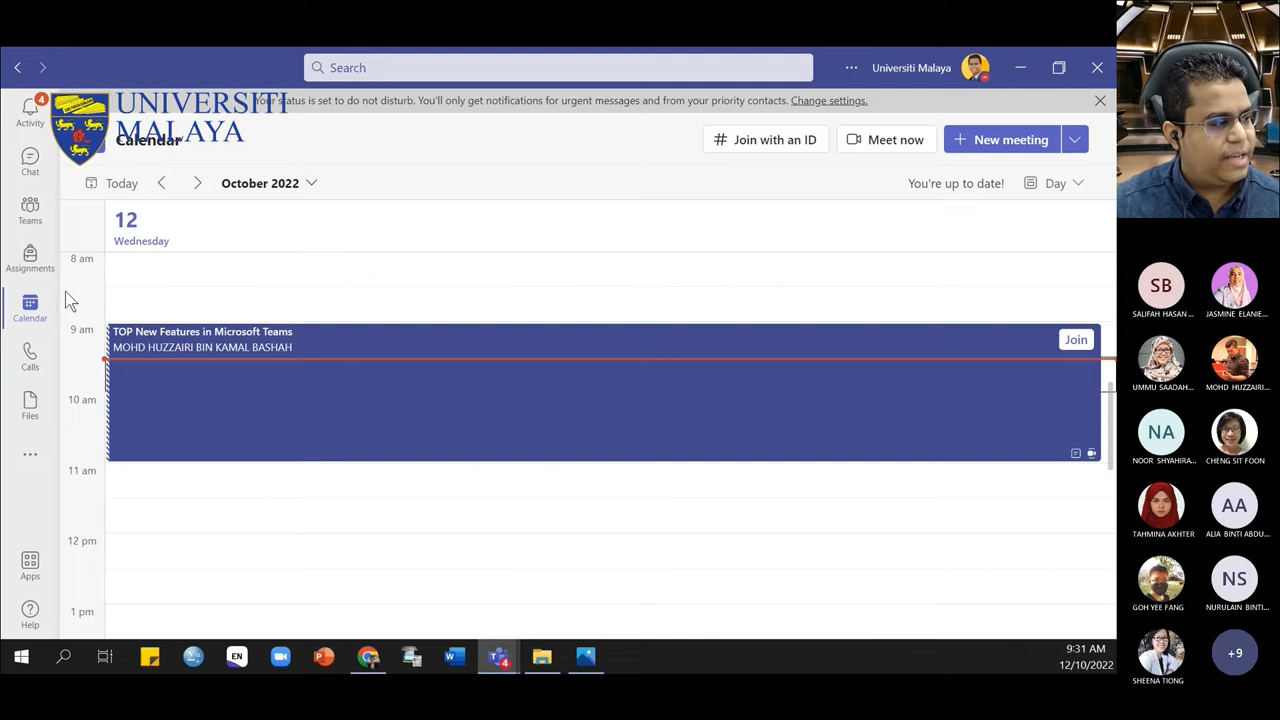 Search
Universiti Malaya
Your status is set to do not disturb. You'll only get notifications for urgent messages and from your priority contacts. Change settings.
UNIVERSITI
MALAYA
4
Activity
Chat
Teams
Assignments
Calendar
Calls
Files
Apps
Help
Calendar
Join with an ID
Meet now
New meeting
Today
October 2022
You're up to date!
Day
12
Wednesday
8 am
9 am
10 am
11 am
12 pm
1 pm
TOP New Features in Microsoft Teams
MOHD HUZZAIRI BIN KAMAL BASHAH
Join
SB
SALIFAH HASAN...
JASMINE ELANIE...
UMMU SAADAH...
MOHD HUZZAIRI...
NA
NOOR SHYAHIRA...
CHENG SIT FOON
TAHMINA AKHTER
AA
ALIA BINTI ABDU...
GOH YEE FANG
NS
NURULAIN BINTI...
SHEENA TIONG
+9
EN
4
9:31 AM
12/10/2022